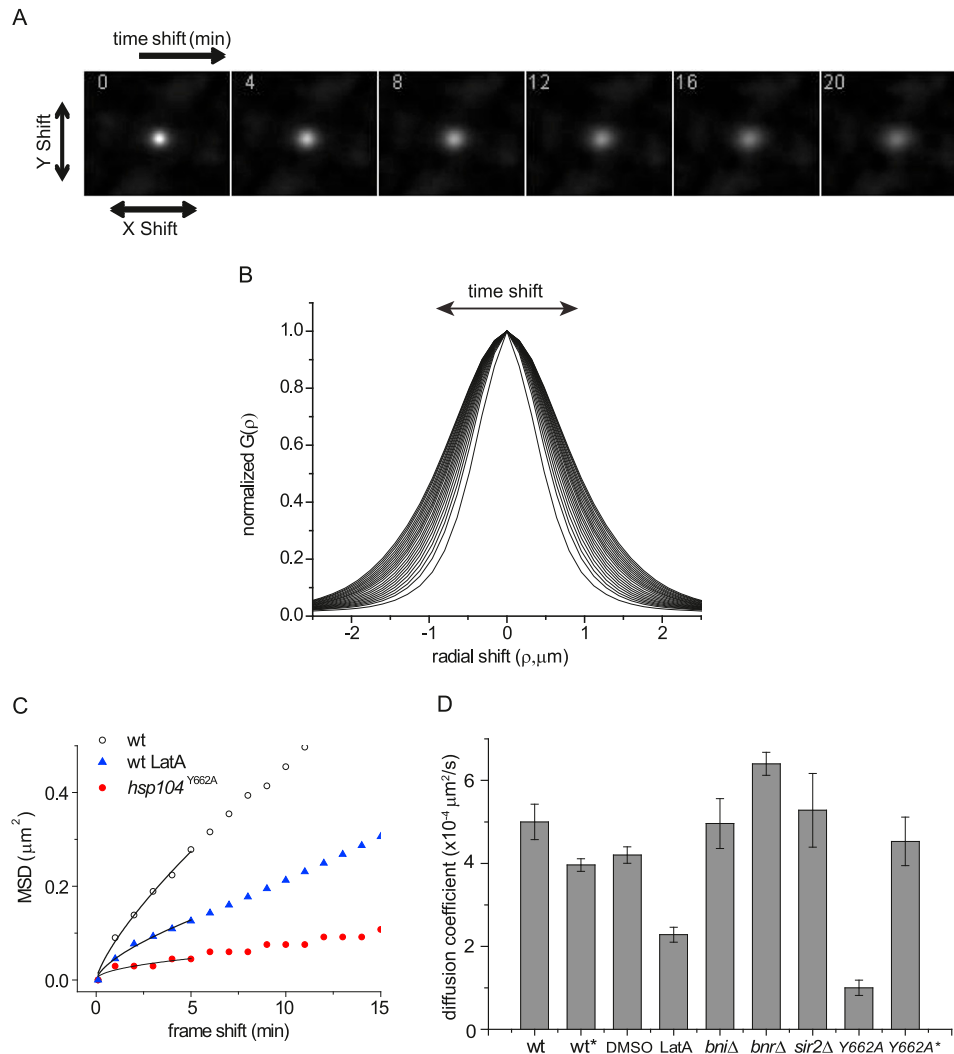 A
time shift (min)
0 4 8 12 16 20
Y Shift
X Shift
B
time shift
normalized G(ρ)
1.0
0.8
0.6
0.4
0.2
0.0
-2 -1 0 1 2
radial shift (ρ,μm)
C
wt
wt LatA
hsp104 Y662A
MSD (μm²)
0.4
0.2
0.0
0 5 10 15
frame shift (min)
D
diffusion coefficient (x10⁻⁴ μm²/s)
6
4
2
0
wt wt* DMSO LatA bniΔ bnrΔ sir2Δ Y662A Y662A*